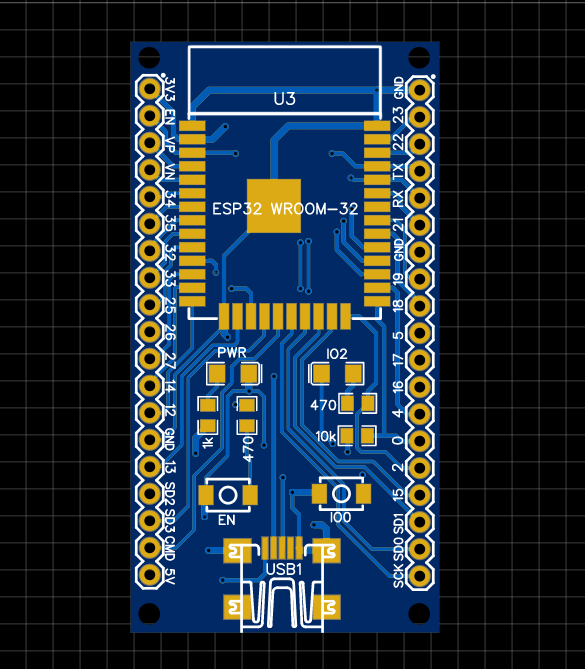 U3
ESP32 WROOM-32
3V3
EN
VP
VN
34
35
32
33
25
26
27
14
12
GND
13
SD2
SD3
CMD
5V
GND
23
22
TX
RX
21
GND
19
18
5
17
16
4
0
2
15
SD1
SD0
SCK
PWR
IO2
1k
470
470
10k
EN
IO0
USB1